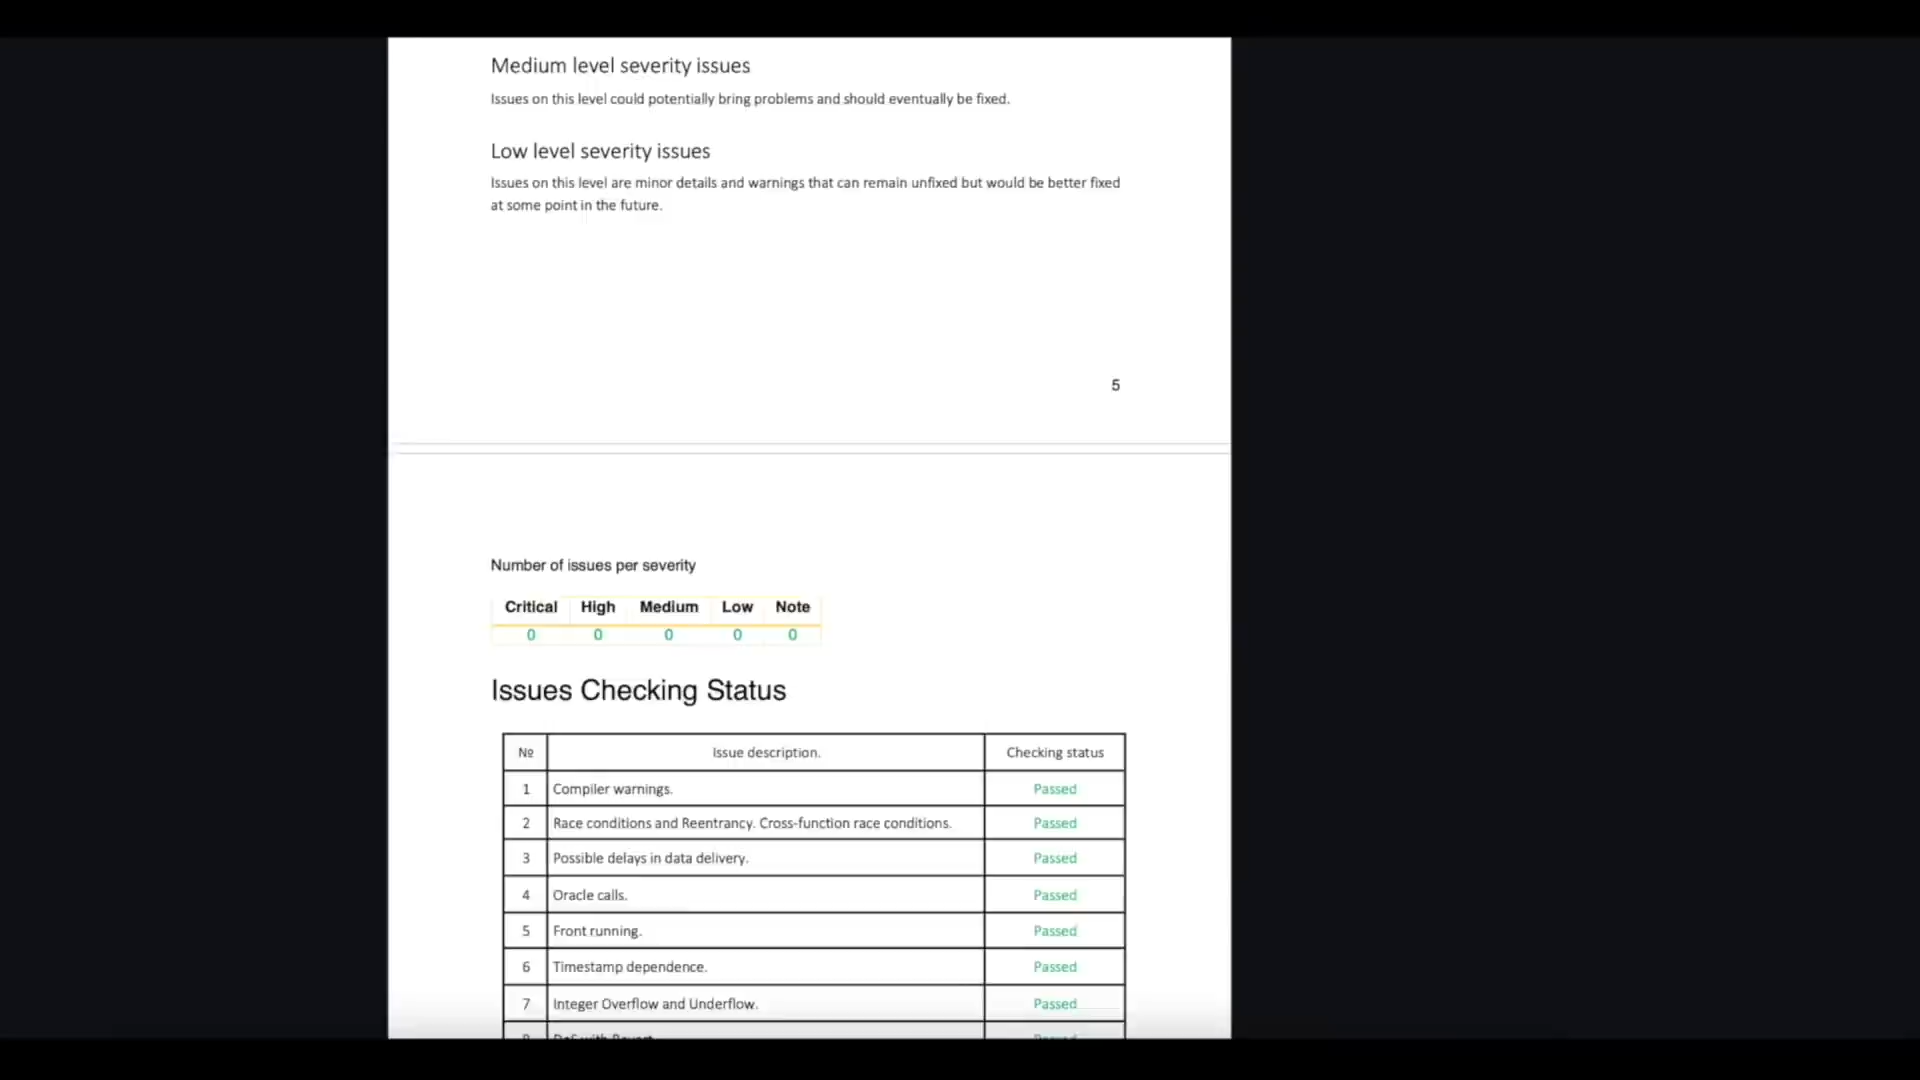 Medium level severity issues
Issues on this level could potentially bring problems and should eventually be fixed.
Low level severity issues
Issues on this level are minor details and warnings that can remain unfixed but would be better fixed
at some point in the future.
5
Number of issues per severity
Critical High Medium Low Note
0 0 0 0 0
Issues Checking Status
№ Issue description. Checking status
1 Compiler warnings. Passed
2 Race conditions and Reentrancy. Cross-function race conditions. Passed
3 Possible delays in data delivery. Passed
4 Oracle calls. Passed
5 Front running. Passed
6 Timestamp dependence. Passed
7 Integer Overflow and Underflow. Passed
8 DoS with Revert. Passed